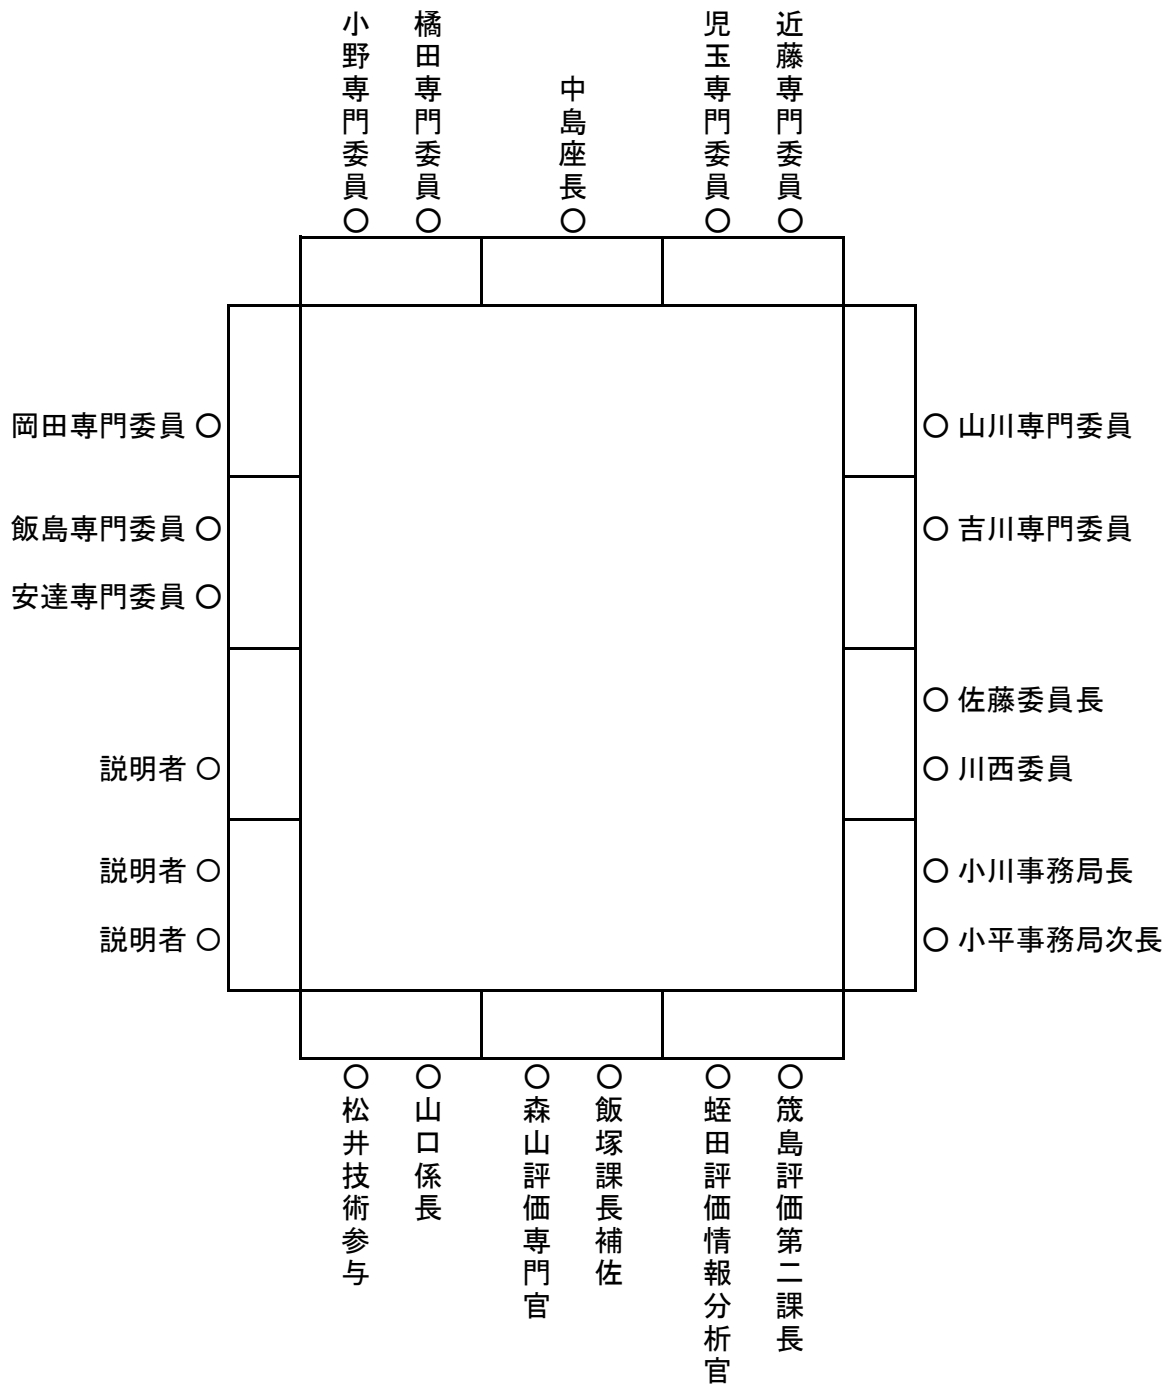 小野専門委員○
橘田専門委員○
中島座長○
児玉専門委員○
近藤専門委員○
岡田専門委員 ○
飯島専門委員 ○
安達専門委員 ○
説明者 ○
説明者 ○
説明者 ○
○ 山川専門委員
○ 吉川専門委員
○ 佐藤委員長
○ 川西委員
○ 小川事務局長
○ 小平事務局次長
○松井技術参与
○山口係長
○森山評価専門官
○飯塚課長補佐
○蛭田評価情報分析官
○筬島評価第二課長